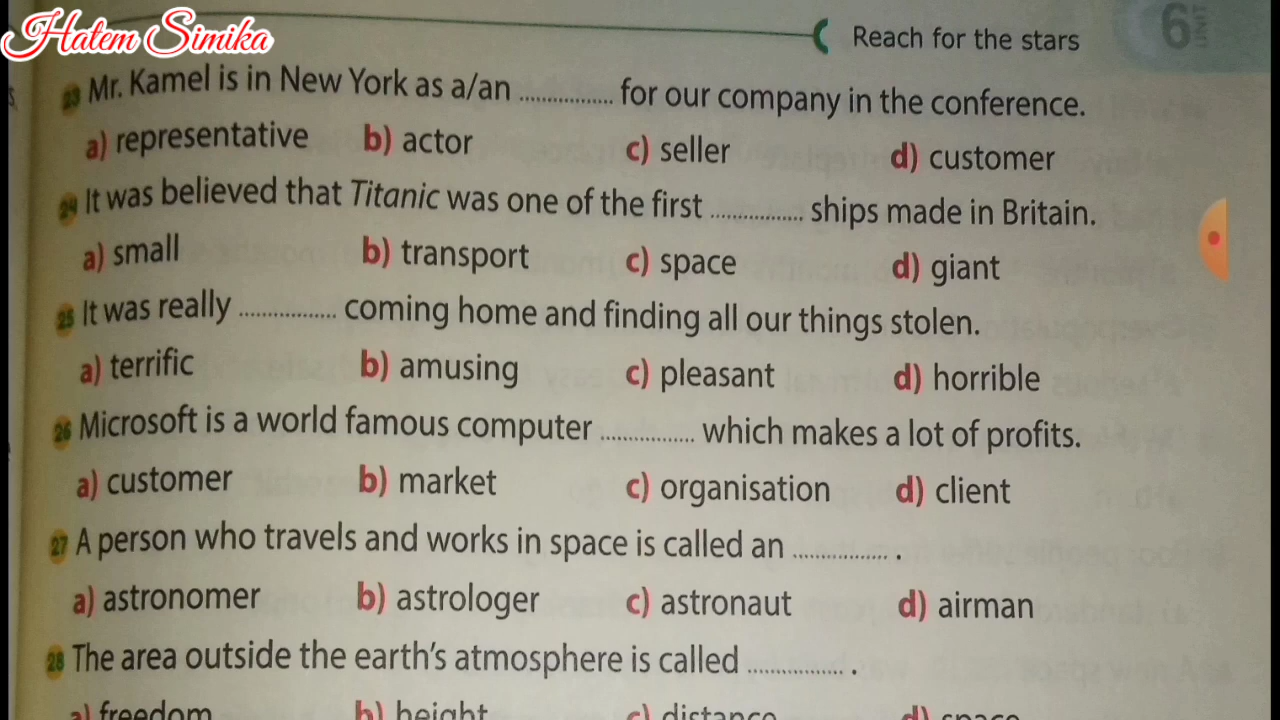 Hatem Simika
Reach for the stars
6
UNIT
23 Mr. Kamel is in New York as a/an ................ for our company in the conference.
a) representative b) actor c) seller d) customer
24 It was believed that Titanic was one of the first ................ ships made in Britain.
a) small b) transport c) space d) giant
25 It was really ................ coming home and finding all our things stolen.
a) terrific b) amusing c) pleasant d) horrible
26 Microsoft is a world famous computer ................ which makes a lot of profits.
a) customer b) market c) organisation d) client
27 A person who travels and works in space is called an ................ .
a) astronomer b) astrologer c) astronaut d) airman
28 The area outside the earth's atmosphere is called ................ .
a) freedom b) height c) distance d) space